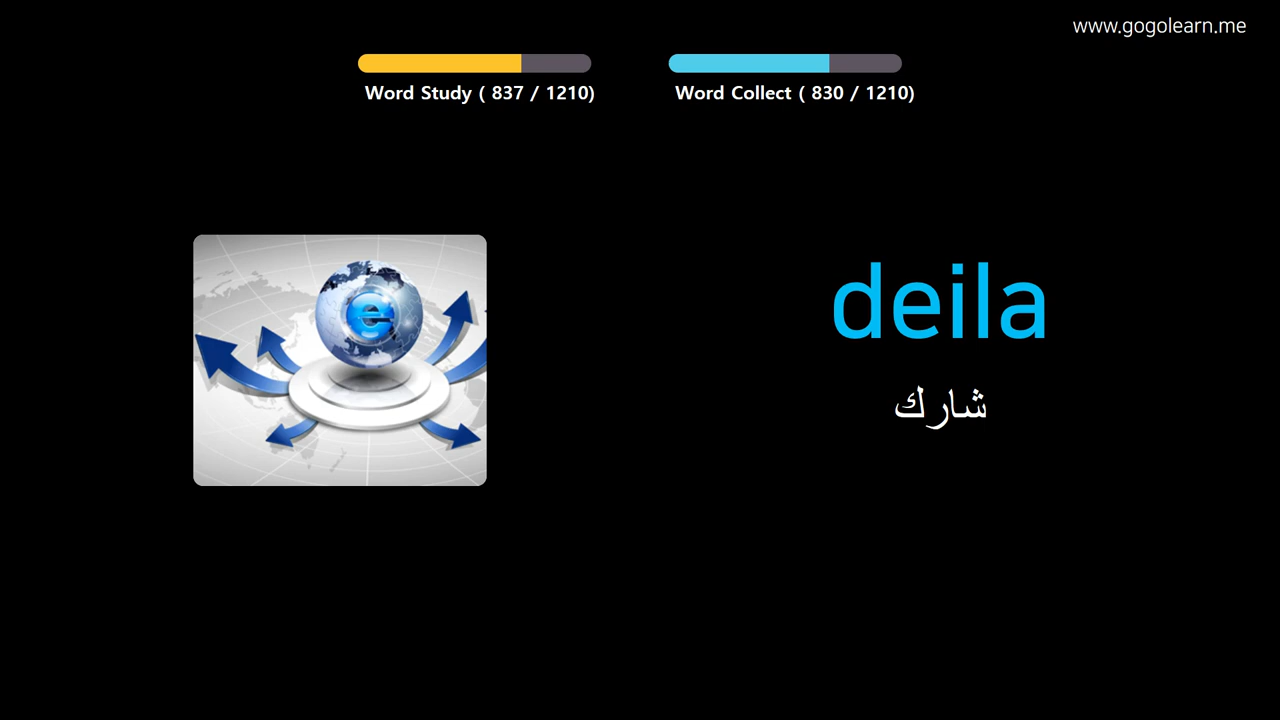 www.gogolearn.me
Word Study ( 837 / 1210)
Word Collect ( 830 / 1210)
e
deila
شارك